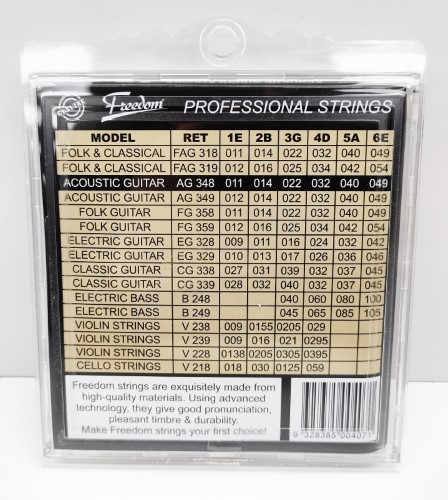 Freedom PROFESSIONAL STRINGS
MODEL RET 1E 2B 3G 4D 5A 6E
FOLK & CLASSICAL FAG 318 011 014 022 032 040 049
FOLK & CLASSICAL FAG 319 012 016 025 034 042 054
ACOUSTIC GUITAR AG 348 011 014 022 032 040 049
ACOUSTIC GUITAR AG 349 012 014 022 032 040 049
FOLK GUITAR FG 358 011 014 022 032 042 049
FOLK GUITAR FG 359 012 016 025 034 042 054
ELECTRIC GUITAR EG 328 009 011 016 024 032 042
ELECTRIC GUITAR EG 329 010 013 017 026 036 046
CLASSIC GUITAR CG 338 027 031 039 032 037 045
CLASSIC GUITAR CG 339 028 032 040 032 037 045
ELECTRIC BASS B 248 040 060 080 100
ELECTRIC BASS B 249 045 065 085 105
VIOLIN STRINGS V 238 009 0155 0205 029
VIOLIN STRINGS V 239 009 016 021 0295
VIOLIN STRINGS V 228 0138 0205 0305 0395
CELLO STRINGS V 218 018 030 0125 059
Freedom strings are exquisitely made from
high-quality materials. Using advanced
technology, they give good pronunciation,
pleasant timbre & durability.
Make Freedom strings your first choice!
9 328385 004071